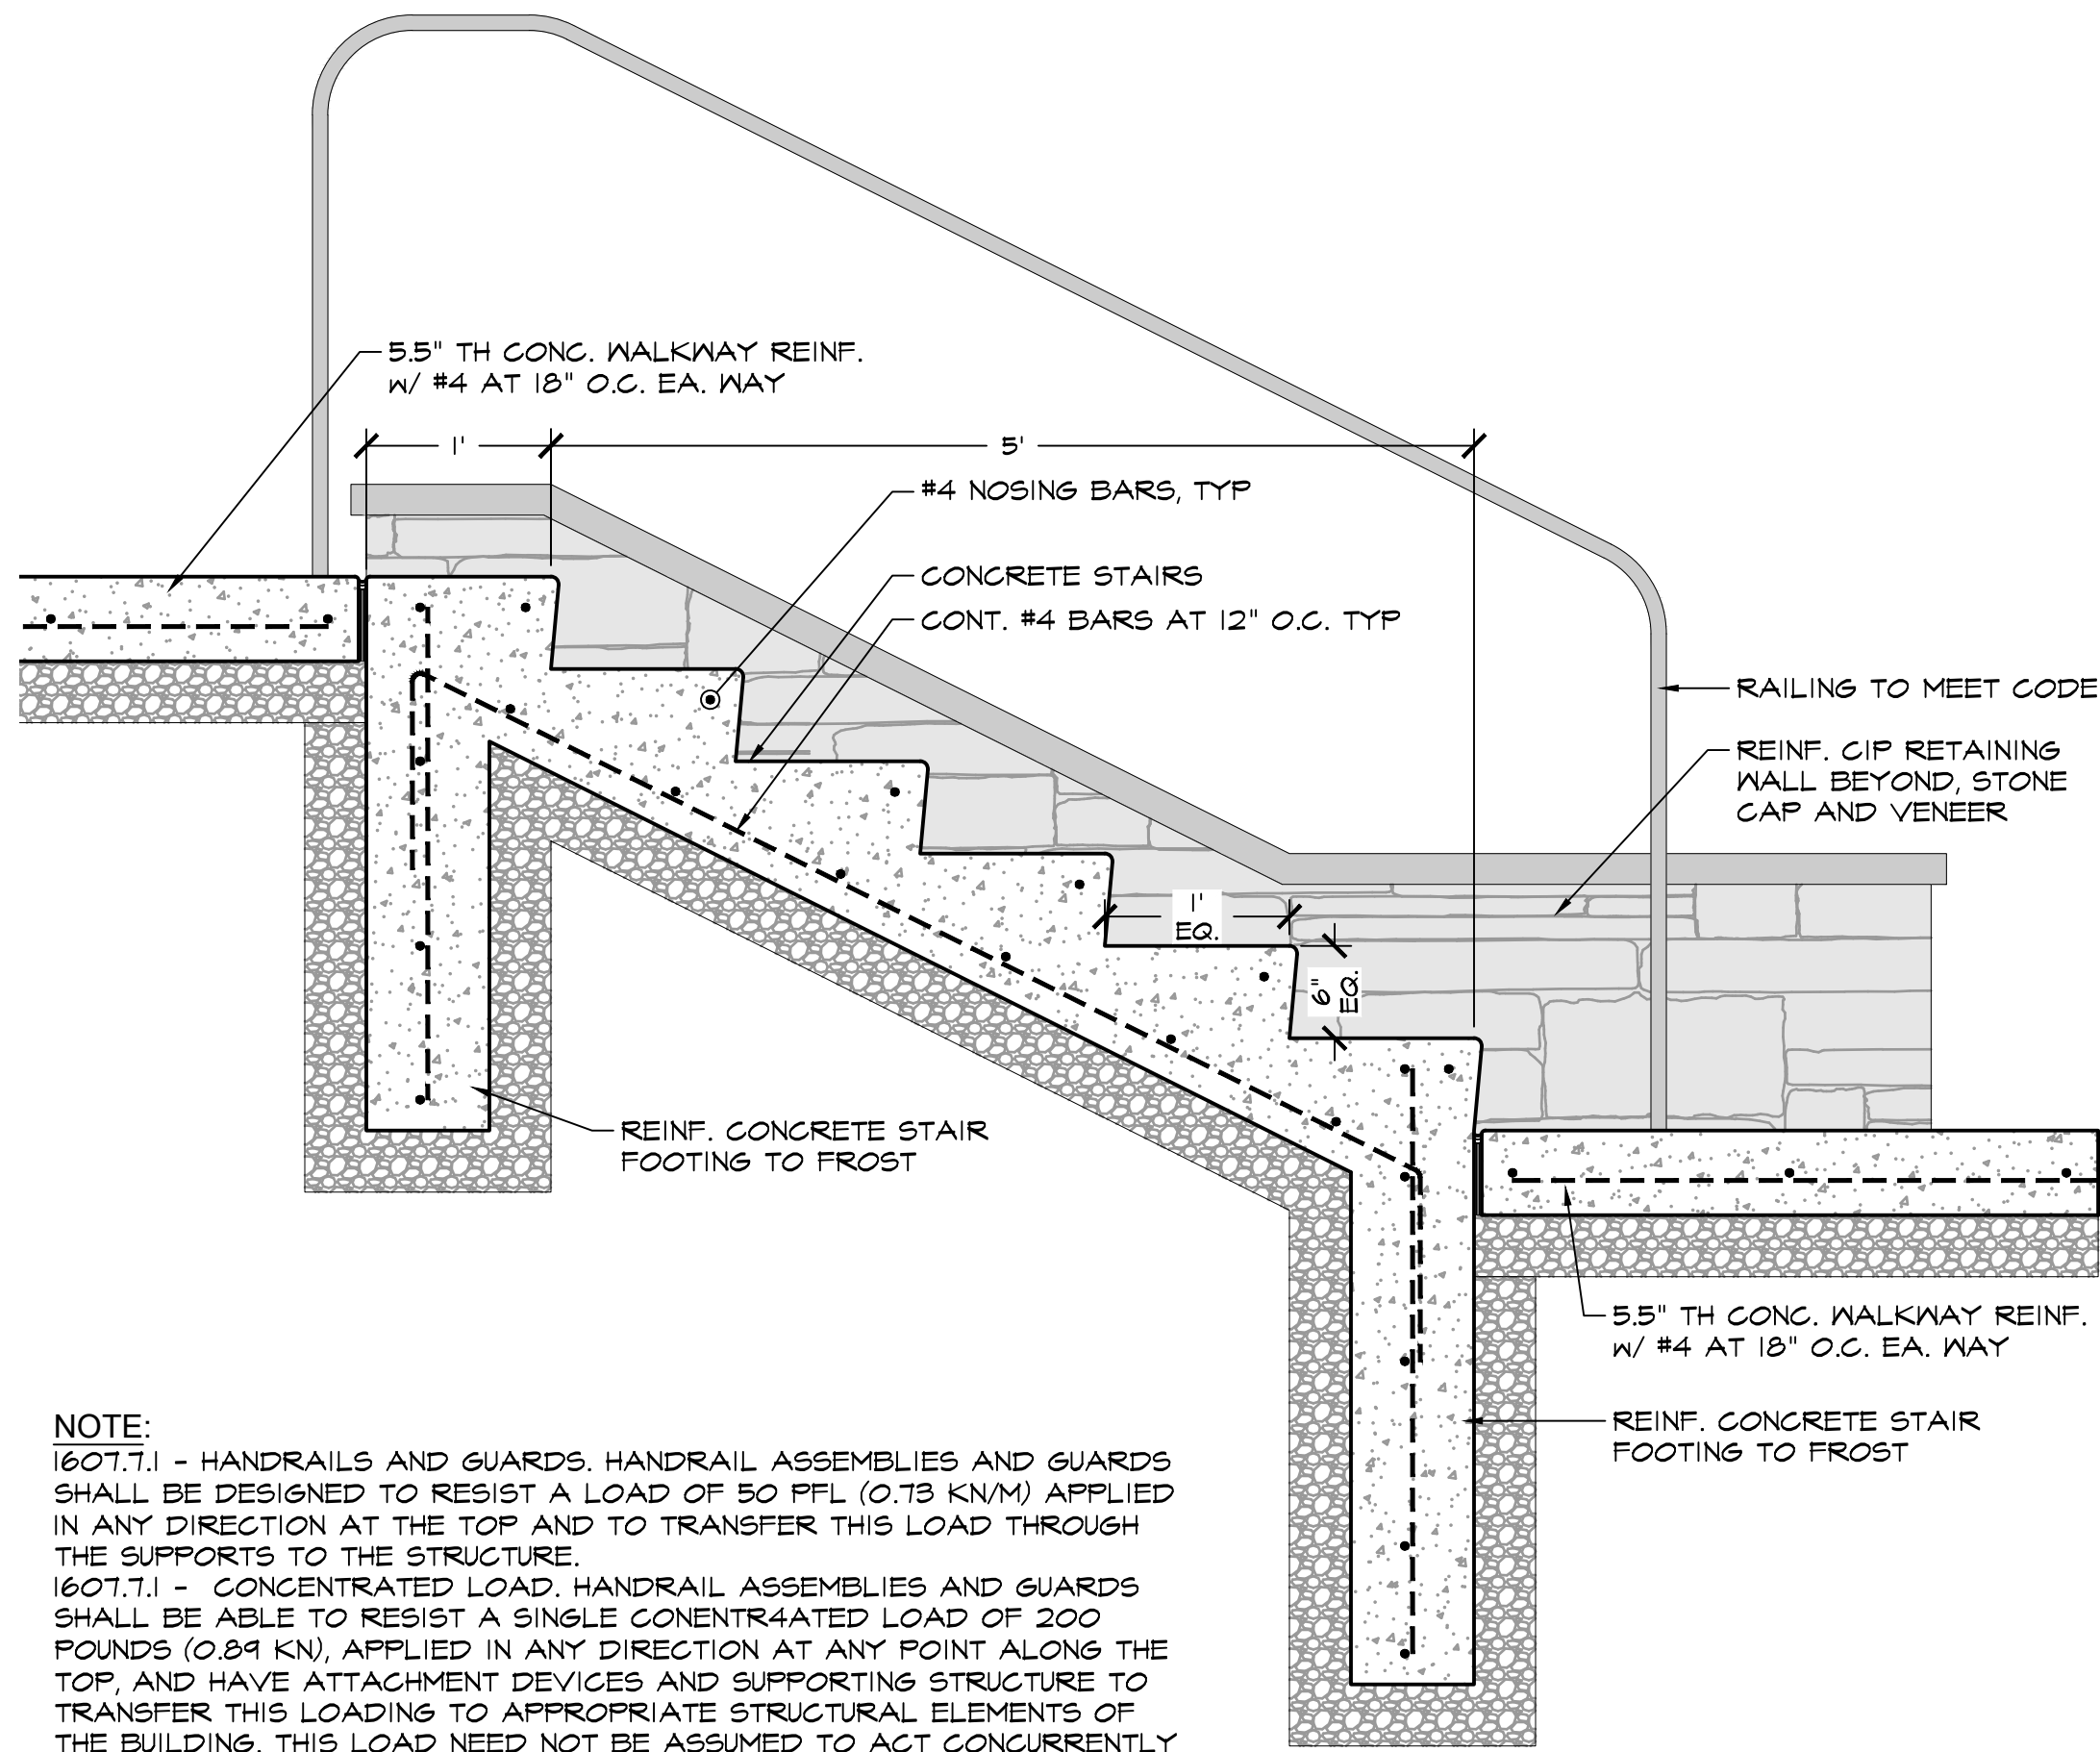 5.5" TH CONC. WALKWAY REINF.
w/ #4 AT 18" O.C. EA. WAY
1'
5'
#4 NOSING BARS, TYP
CONCRETE STAIRS
CONT. #4 BARS AT 12" O.C. TYP
RAILING TO MEET CODE
REINF. CIP RETAINING
WALL BEYOND, STONE
CAP AND VENEER
1'
EQ.
6"
EQ.
REINF. CONCRETE STAIR
FOOTING TO FROST
5.5" TH CONC. WALKWAY REINF.
w/ #4 AT 18" O.C. EA. WAY
REINF. CONCRETE STAIR
FOOTING TO FROST
NOTE:
1607.7.1 - HANDRAILS AND GUARDS. HANDRAIL ASSEMBLIES AND GUARDS
SHALL BE DESIGNED TO RESIST A LOAD OF 50 PFL (0.73 KN/M) APPLIED
IN ANY DIRECTION AT THE TOP AND TO TRANSFER THIS LOAD THROUGH
THE SUPPORTS TO THE STRUCTURE.
1607.7.1 - CONCENTRATED LOAD. HANDRAIL ASSEMBLIES AND GUARDS
SHALL BE ABLE TO RESIST A SINGLE CONENTR4ATED LOAD OF 200
POUNDS (0.89 KN), APPLIED IN ANY DIRECTION AT ANY POINT ALONG THE
TOP, AND HAVE ATTACHMENT DEVICES AND SUPPORTING STRUCTURE TO
TRANSFER THIS LOADING TO APPROPRIATE STRUCTURAL ELEMENTS OF
THE BUILDING. THIS LOAD NEED NOT BE ASSUMED TO ACT CONCURRENTLY